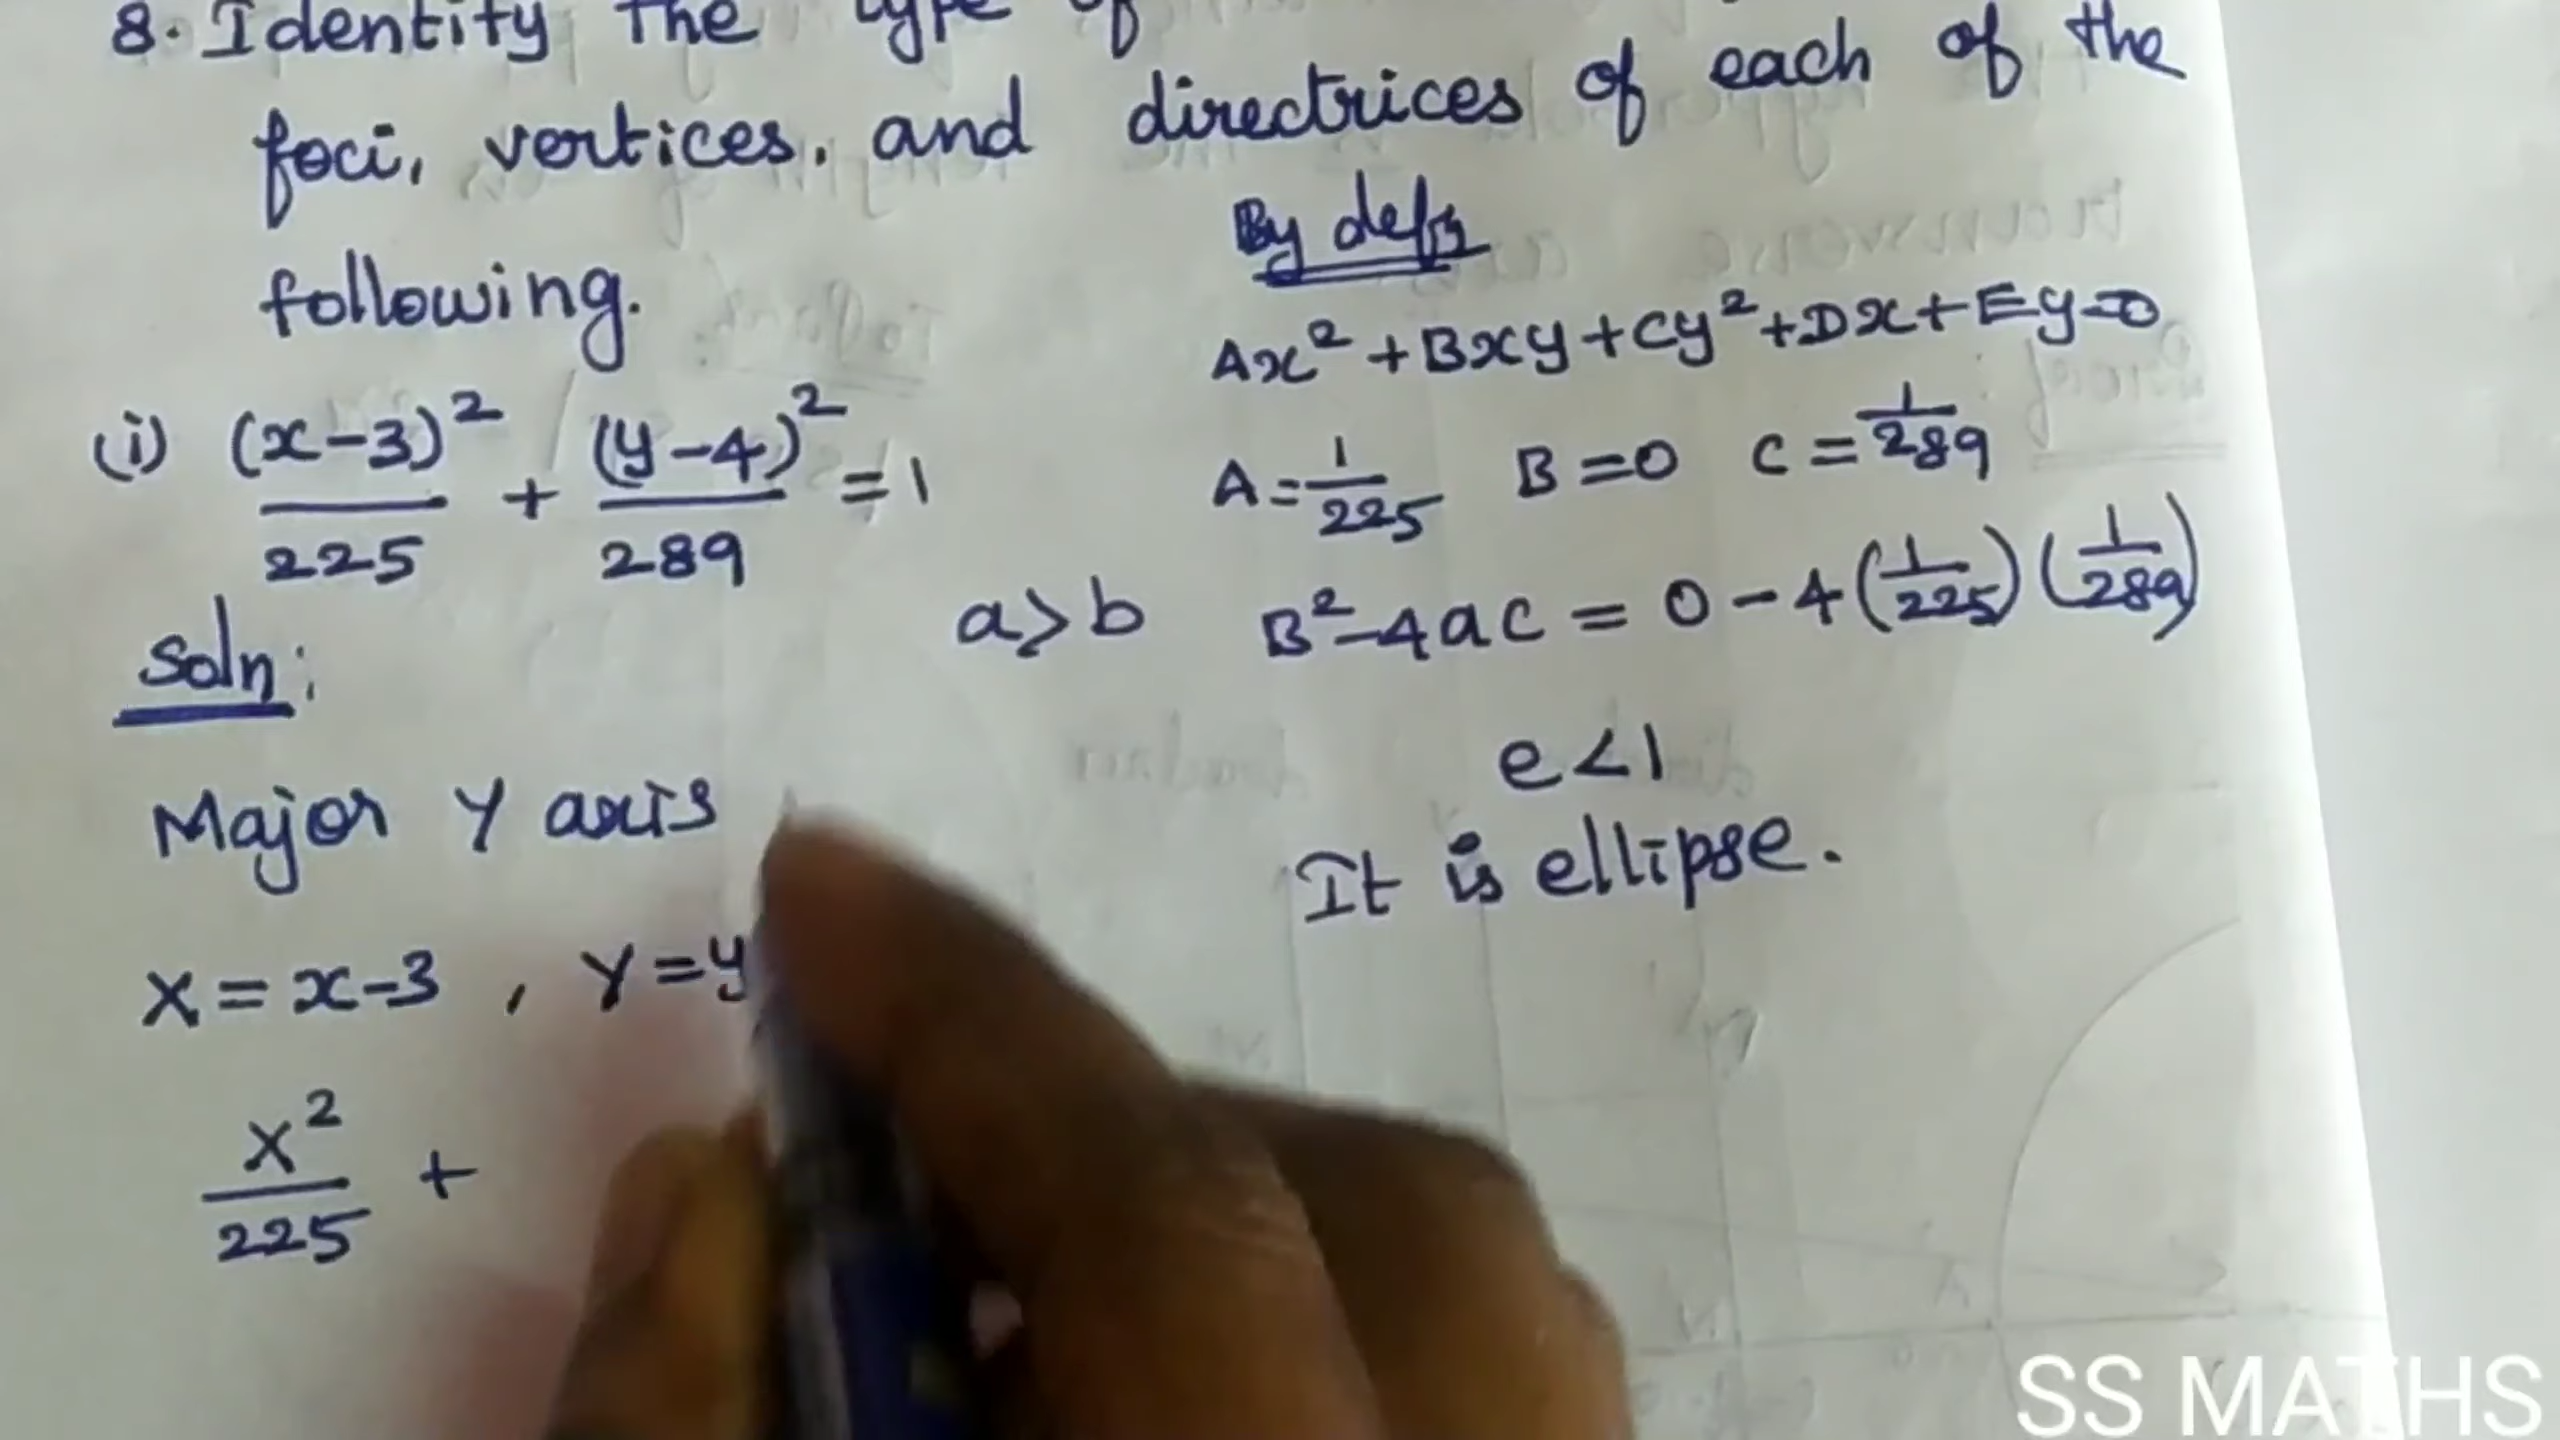 8. Identify the type of
foci, vertices, and directrices of each of the
following.
(i) (x-3)²/225 + (y-4)²/289 = 1
Soln:
Major Y axis
X = x-3 , Y = y
X²/225 +
By defn
Ax² + Bxy + Cy² + Dx + Ey = 0
A = 1/225 B = 0 C = 1/289
a > b B² - 4ac = 0 - 4(1/225)(1/289)
e < 1
It is ellipse.
SS MATHS